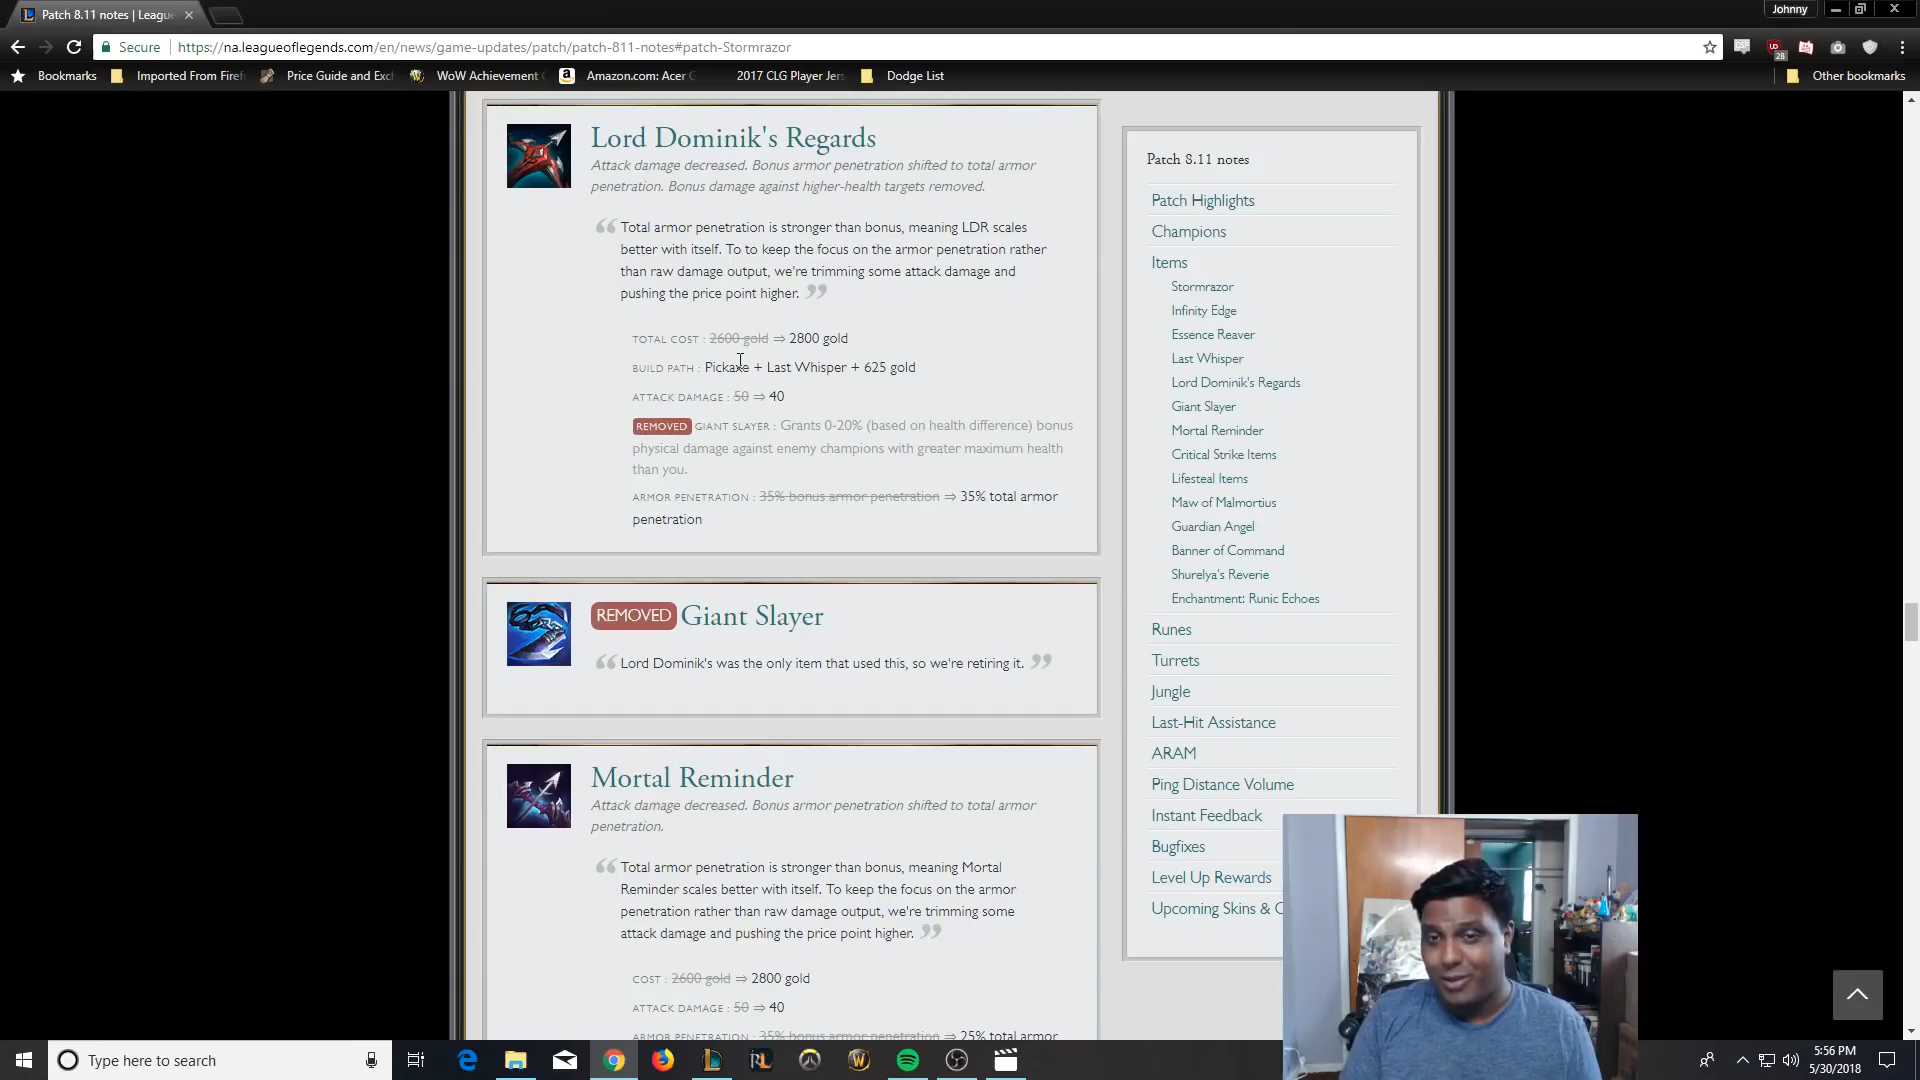 Patch 8.11 notes | Leagu
Johnny
Secure https://na.leagueoflegends.com/en/news/game-updates/patch/patch-811-notes#patch-Stormrazor
Bookmarks Imported From Firef Price Guide and Exch WoW Achievement Amazon.com: Acer 2017 CLG Player Jers Dodge List Other bookmarks
28
Lord Dominik's Regards
Attack damage decreased. Bonus armor penetration shifted to total armor
penetration. Bonus damage against higher-health targets removed.
“ Total armor penetration is stronger than bonus, meaning LDR scales
better with itself. To to keep the focus on the armor penetration rather
than raw damage output, we're trimming some attack damage and
pushing the price point higher. ”
TOTAL COST : 2600 gold ⇒ 2800 gold
BUILD PATH : Pickaxe + Last Whisper + 625 gold
ATTACK DAMAGE : 50 ⇒ 40
REMOVED GIANT SLAYER : Grants 0-20% (based on health difference) bonus
physical damage against enemy champions with greater maximum health
than you.
ARMOR PENETRATION : 35% bonus armor penetration ⇒ 35% total armor
penetration
REMOVED Giant Slayer
“ Lord Dominik's was the only item that used this, so we're retiring it. ”
Mortal Reminder
Attack damage decreased. Bonus armor penetration shifted to total armor
penetration.
“ Total armor penetration is stronger than bonus, meaning Mortal
Reminder scales better with itself. To keep the focus on the armor
penetration rather than raw damage output, we're trimming some
attack damage and pushing the price point higher. ”
COST : 2600 gold ⇒ 2800 gold
ATTACK DAMAGE : 50 ⇒ 40
ARMOR PENETRATION : 35% bonus armor penetration ⇒ 25% total armor
Patch 8.11 notes
Patch Highlights
Champions
Items
Stormrazor
Infinity Edge
Essence Reaver
Last Whisper
Lord Dominik's Regards
Giant Slayer
Mortal Reminder
Critical Strike Items
Lifesteal Items
Maw of Malmortius
Guardian Angel
Banner of Command
Shurelya's Reverie
Enchantment: Runic Echoes
Runes
Turrets
Jungle
Last-Hit Assistance
ARAM
Ping Distance Volume
Instant Feedback
Bugfixes
Level Up Rewards
Upcoming Skins & C
Type here to search
5:56 PM
5/30/2018